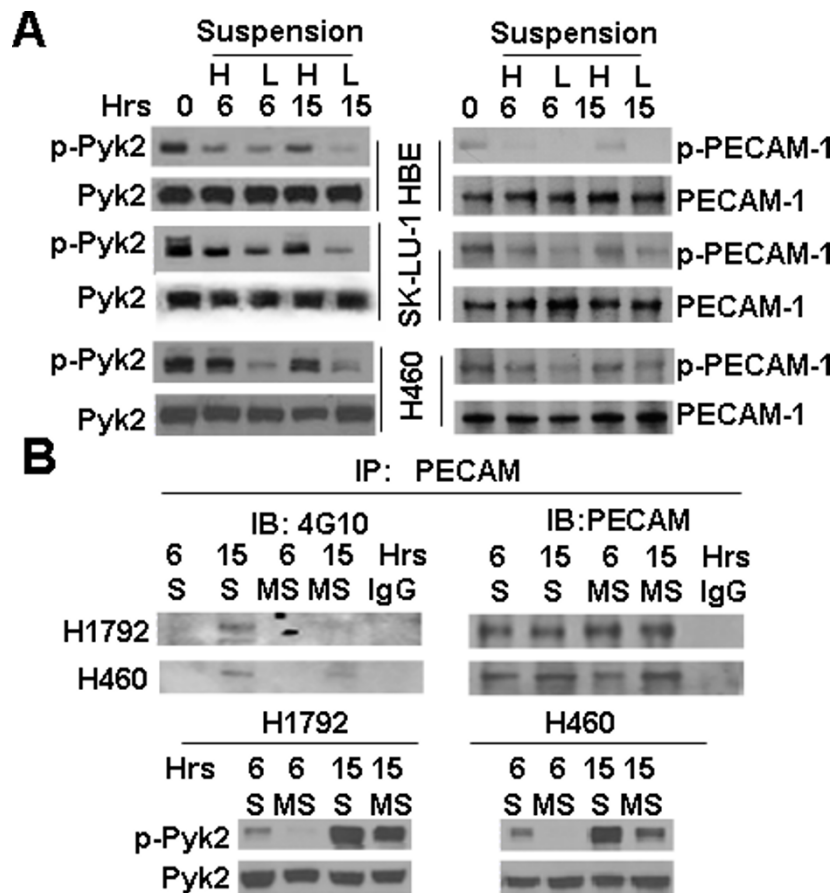 A
Suspension Suspension
H L H L H L H L
Hrs 0 6 6 15 15 0 6 6 15 15
p-Pyk2 p-PECAM-1
HBE
Pyk2 PECAM-1
p-Pyk2 p-PECAM-1
SK-LU-1
Pyk2 PECAM-1
p-Pyk2 p-PECAM-1
H460
Pyk2 PECAM-1
B
IP: PECAM
IB: 4G10 IB:PECAM
6 15 6 15 Hrs 6 15 6 15 Hrs
S S MS MS IgG S S MS MS IgG
H1792
H460
H1792 H460
Hrs 6 6 15 15 6 6 15 15
S MS S MS S MS S MS
p-Pyk2
Pyk2